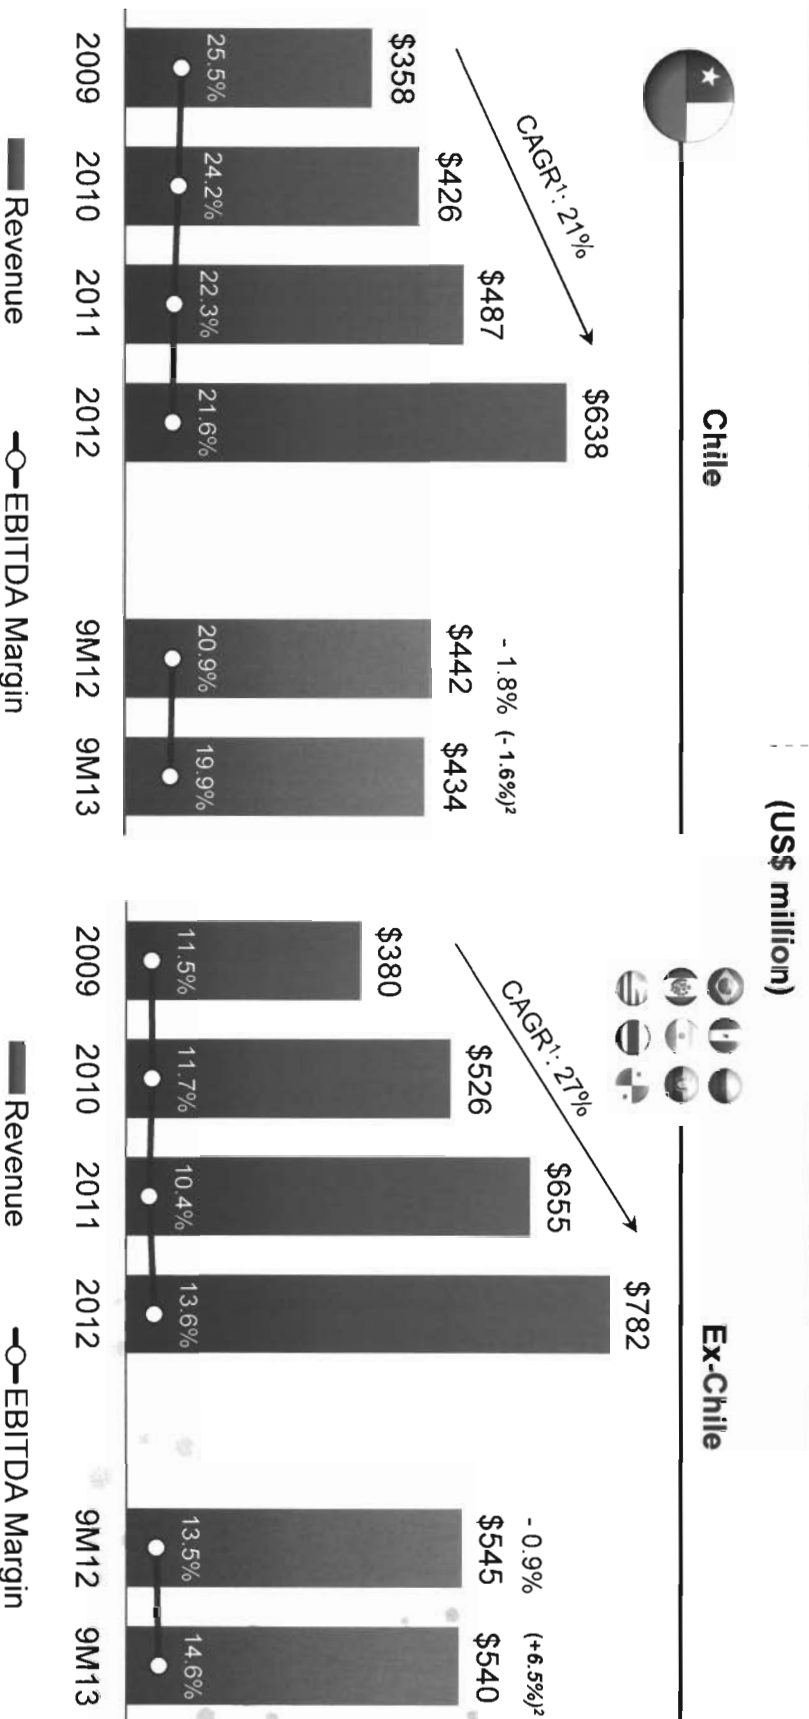 (US$ million)
Chile
CAGR¹: 21%
$358
$426
$487
$638
- 1.8% (- 1.6%)²
$442
$434
25.5%
24.2%
22.3%
21.6%
20.9%
19.9%
2009
2010
2011
2012
9M12
9M13
Revenue
EBITDA Margin
Ex-Chile
CAGR¹: 27%
$380
$526
$655
$782
- 0.9% (+6.5%)²
$545
$540
11.5%
11.7%
10.4%
13.6%
13.5%
14.6%
2009
2010
2011
2012
9M12
9M13
Revenue
EBITDA Margin